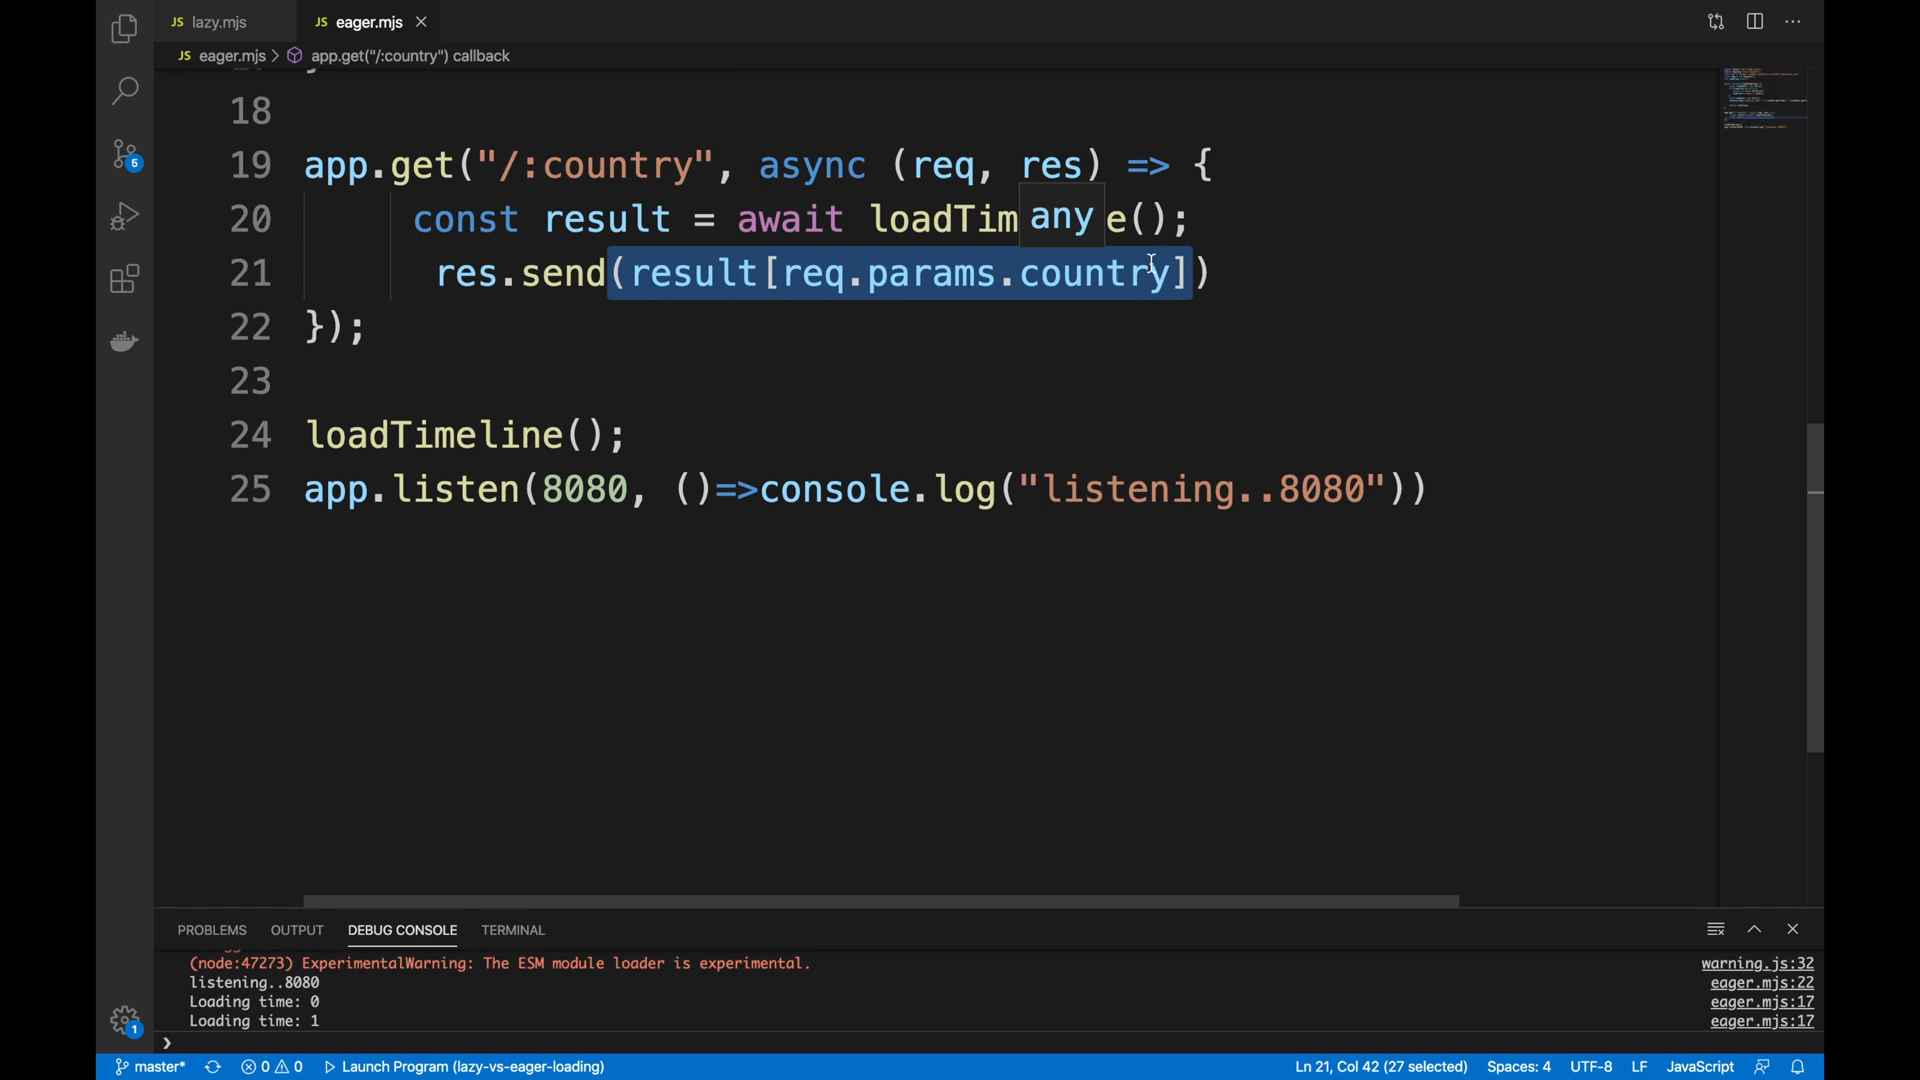 JS lazy.mjs JS eager.mjs
JS eager.mjs > app.get("/:country") callback
18
19 app.get("/:country", async (req, res) => {
20 const result = await loadTim any e();
21 res.send(result[req.params.country])
22 });
23
24 loadTimeline();
25 app.listen(8080, ()=>console.log("listening..8080"))
5
1
PROBLEMS OUTPUT DEBUG CONSOLE TERMINAL
(node:47273) ExperimentalWarning: The ESM module loader is experimental. warning.js:32
listening..8080 eager.mjs:22
Loading time: 0 eager.mjs:17
Loading time: 1 eager.mjs:17
master* 0 0 Launch Program (lazy-vs-eager-loading) Ln 21, Col 42 (27 selected) Spaces: 4 UTF-8 LF JavaScript